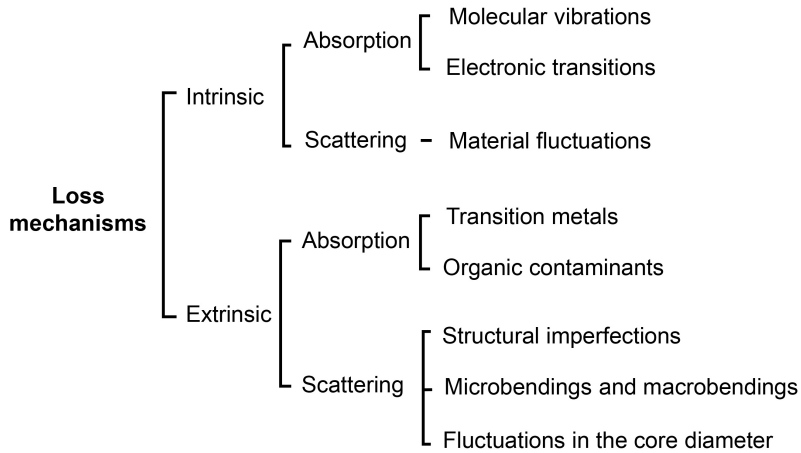 Loss
mechanisms
Intrinsic
Absorption
Molecular vibrations
Electronic transitions
Scattering
Material fluctuations
Extrinsic
Absorption
Transition metals
Organic contaminants
Scattering
Structural imperfections
Microbendings and macrobendings
Fluctuations in the core diameter